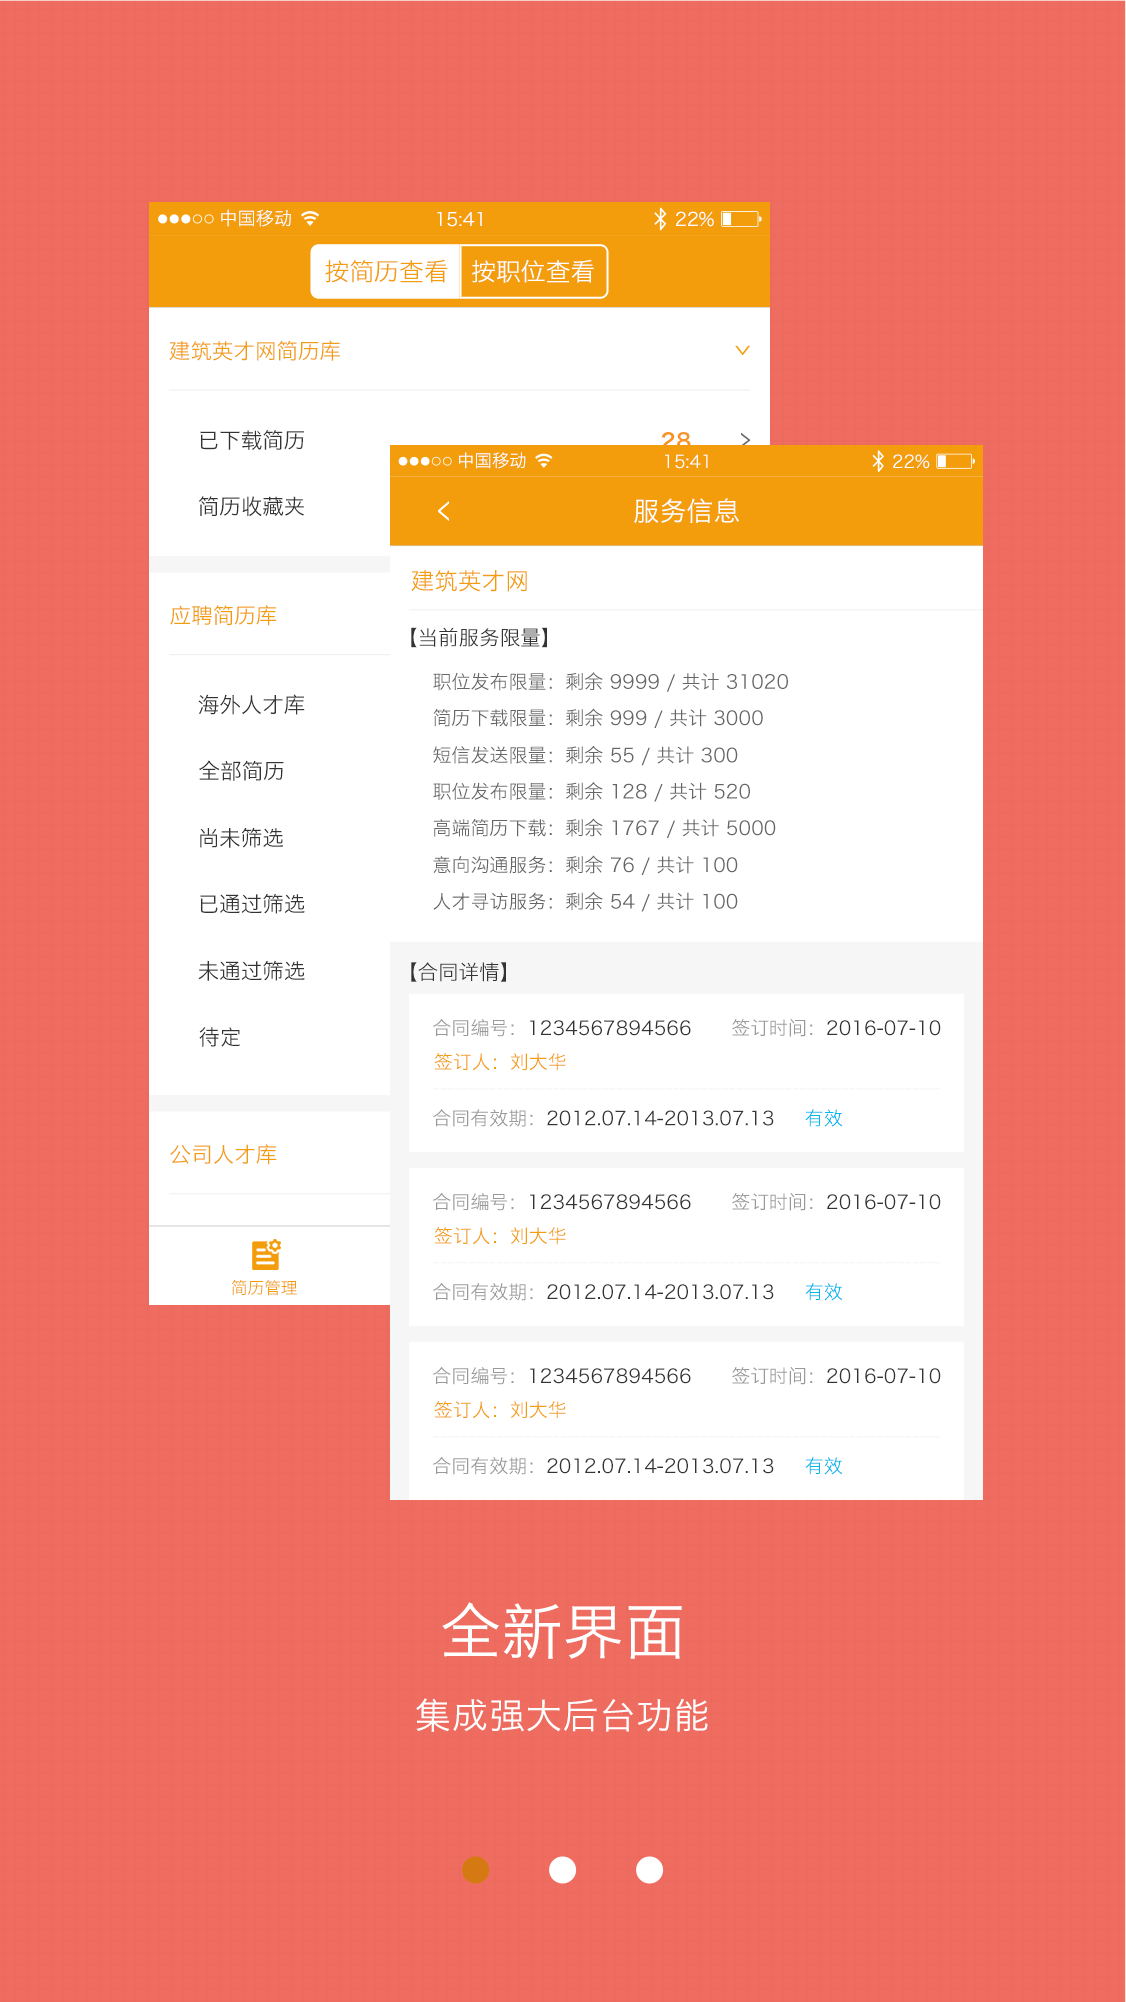 中国移动 15:41 22%
按简历查看 按职位查看
建筑英才网简历库
已下载简历 28
简历收藏夹
应聘简历库
海外人才库
全部简历
尚未筛选
已通过筛选
未通过筛选
待定
公司人才库
简历管理
中国移动 15:41 22%
服务信息
建筑英才网
【当前服务限量】
职位发布限量：剩余 9999 / 共计 31020
简历下载限量：剩余 999 / 共计 3000
短信发送限量：剩余 55 / 共计 300
职位发布限量：剩余 128 / 共计 520
高端简历下载：剩余 1767 / 共计 5000
意向沟通服务：剩余 76 / 共计 100
人才寻访服务：剩余 54 / 共计 100
【合同详情】
合同编号：1234567894566 签订时间：2016-07-10
签订人：刘大华
合同有效期：2012.07.14-2013.07.13 有效
合同编号：1234567894566 签订时间：2016-07-10
签订人：刘大华
合同有效期：2012.07.14-2013.07.13 有效
合同编号：1234567894566 签订时间：2016-07-10
签订人：刘大华
合同有效期：2012.07.14-2013.07.13 有效
全新界面
集成强大后台功能